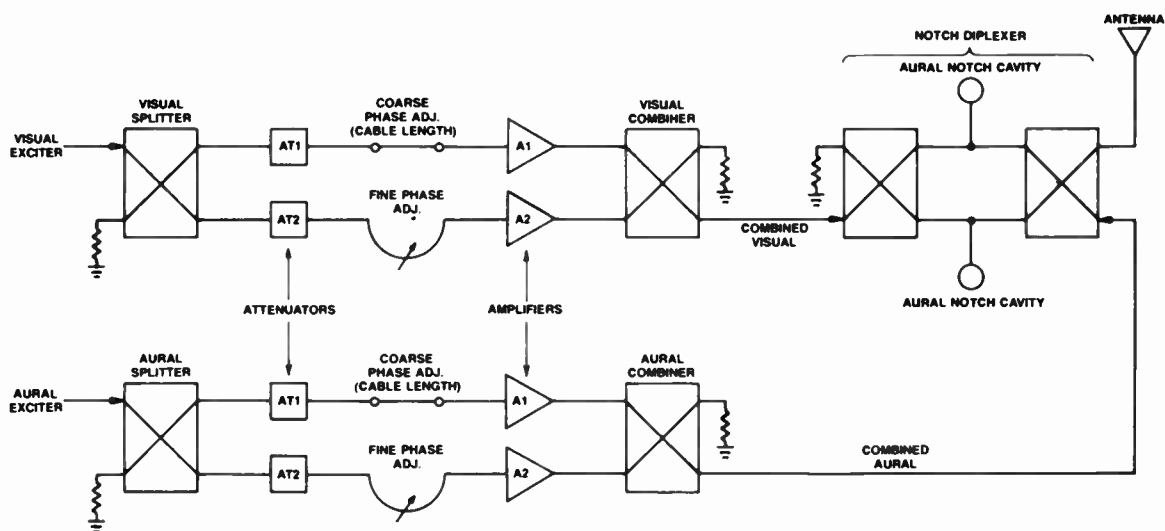 ANTENNA
NOTCH DIPLEXER
AURAL NOTCH CAVITY
VISUAL
SPLITTER
COARSE
PHASE ADJ.
(CABLE LENGTH)
VISUAL
COMBIHER
VISUAL
EXCITER
AT1
A1
FINE PHASE
ADJ.
AT2
A2
COMBINED
VISUAL
AURAL NOTCH CAVITY
ATTENUATORS
AMPLIFIERS
AURAL
SPLITTER
COARSE
PHASE ADJ.
(CABLE LENGTH)
AURAL
COMBINER
AURAL
EXCITER
AT1
A1
FINE PHASE
ADJ.
AT2
A2
COMBINED
AURAL